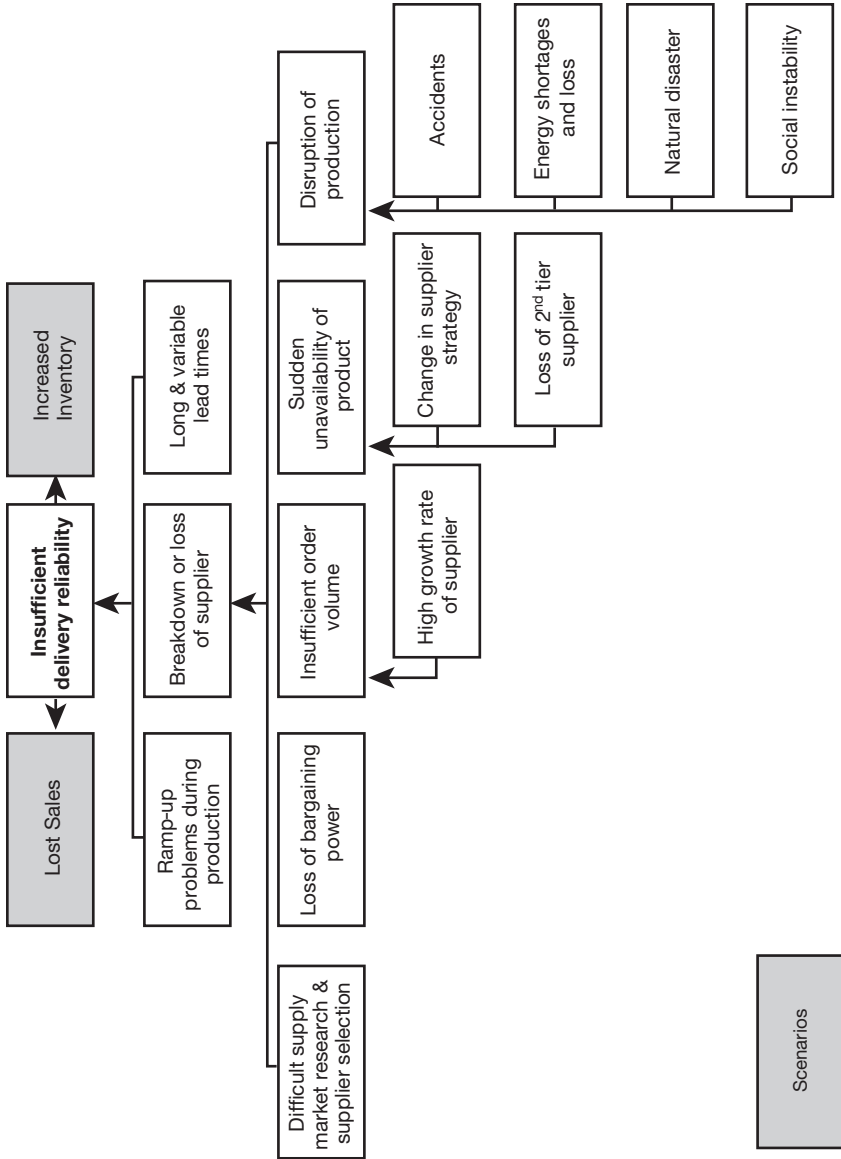 Lost Sales
Insufficient
delivery reliability
Increased
Inventory
Ramp-up
problems during
production
Breakdown or loss
of supplier
Long & variable
lead times
Difficult supply
market research &
supplier selection
Loss of bargaining
power
Insufficient order
volume
Sudden
unavailability of
product
Disruption of
production
High growth rate
of supplier
Change in supplier
strategy
Accidents
Loss of 2nd tier
supplier
Energy shortages
and loss
Natural disaster
Social instability
Scenarios